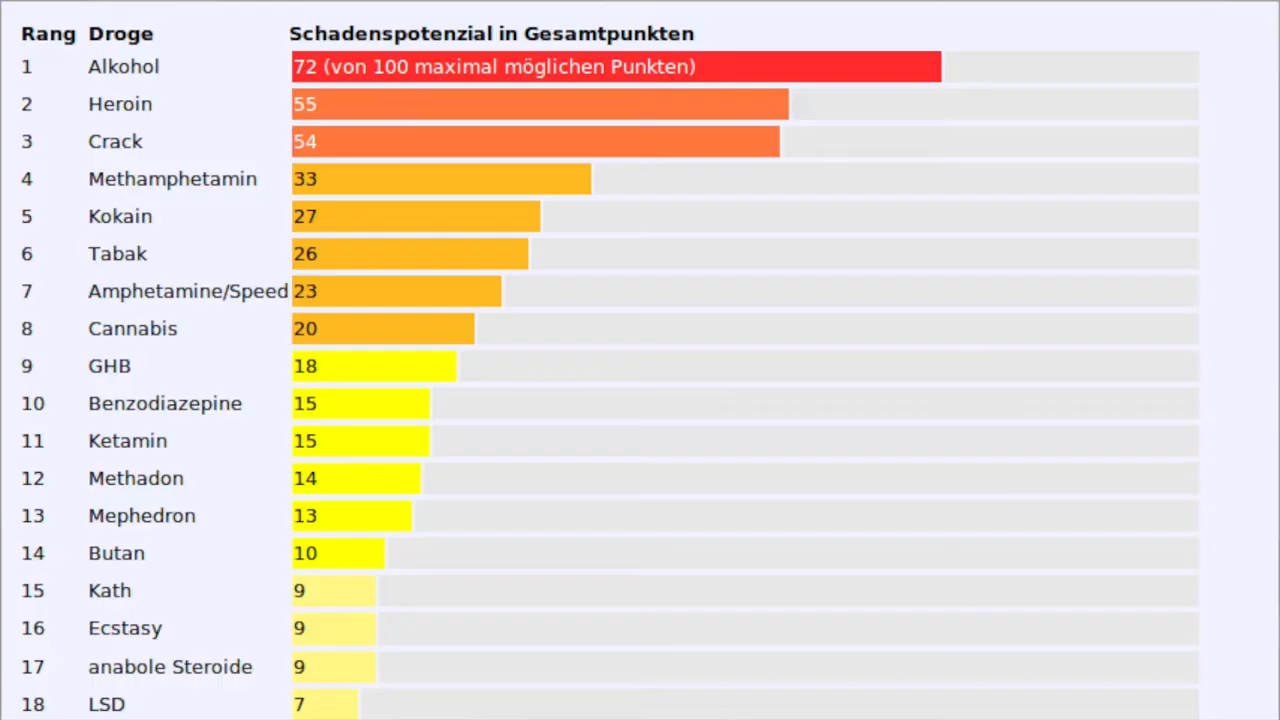 Rang Droge Schadenspotenzial in Gesamtpunkten
1 Alkohol 72 (von 100 maximal möglichen Punkten)
2 Heroin 55
3 Crack 54
4 Methamphetamin 33
5 Kokain 27
6 Tabak 26
7 Amphetamine/Speed 23
8 Cannabis 20
9 GHB 18
10 Benzodiazepine 15
11 Ketamin 15
12 Methadon 14
13 Mephedron 13
14 Butan 10
15 Kath 9
16 Ecstasy 9
17 anabole Steroide 9
18 LSD 7